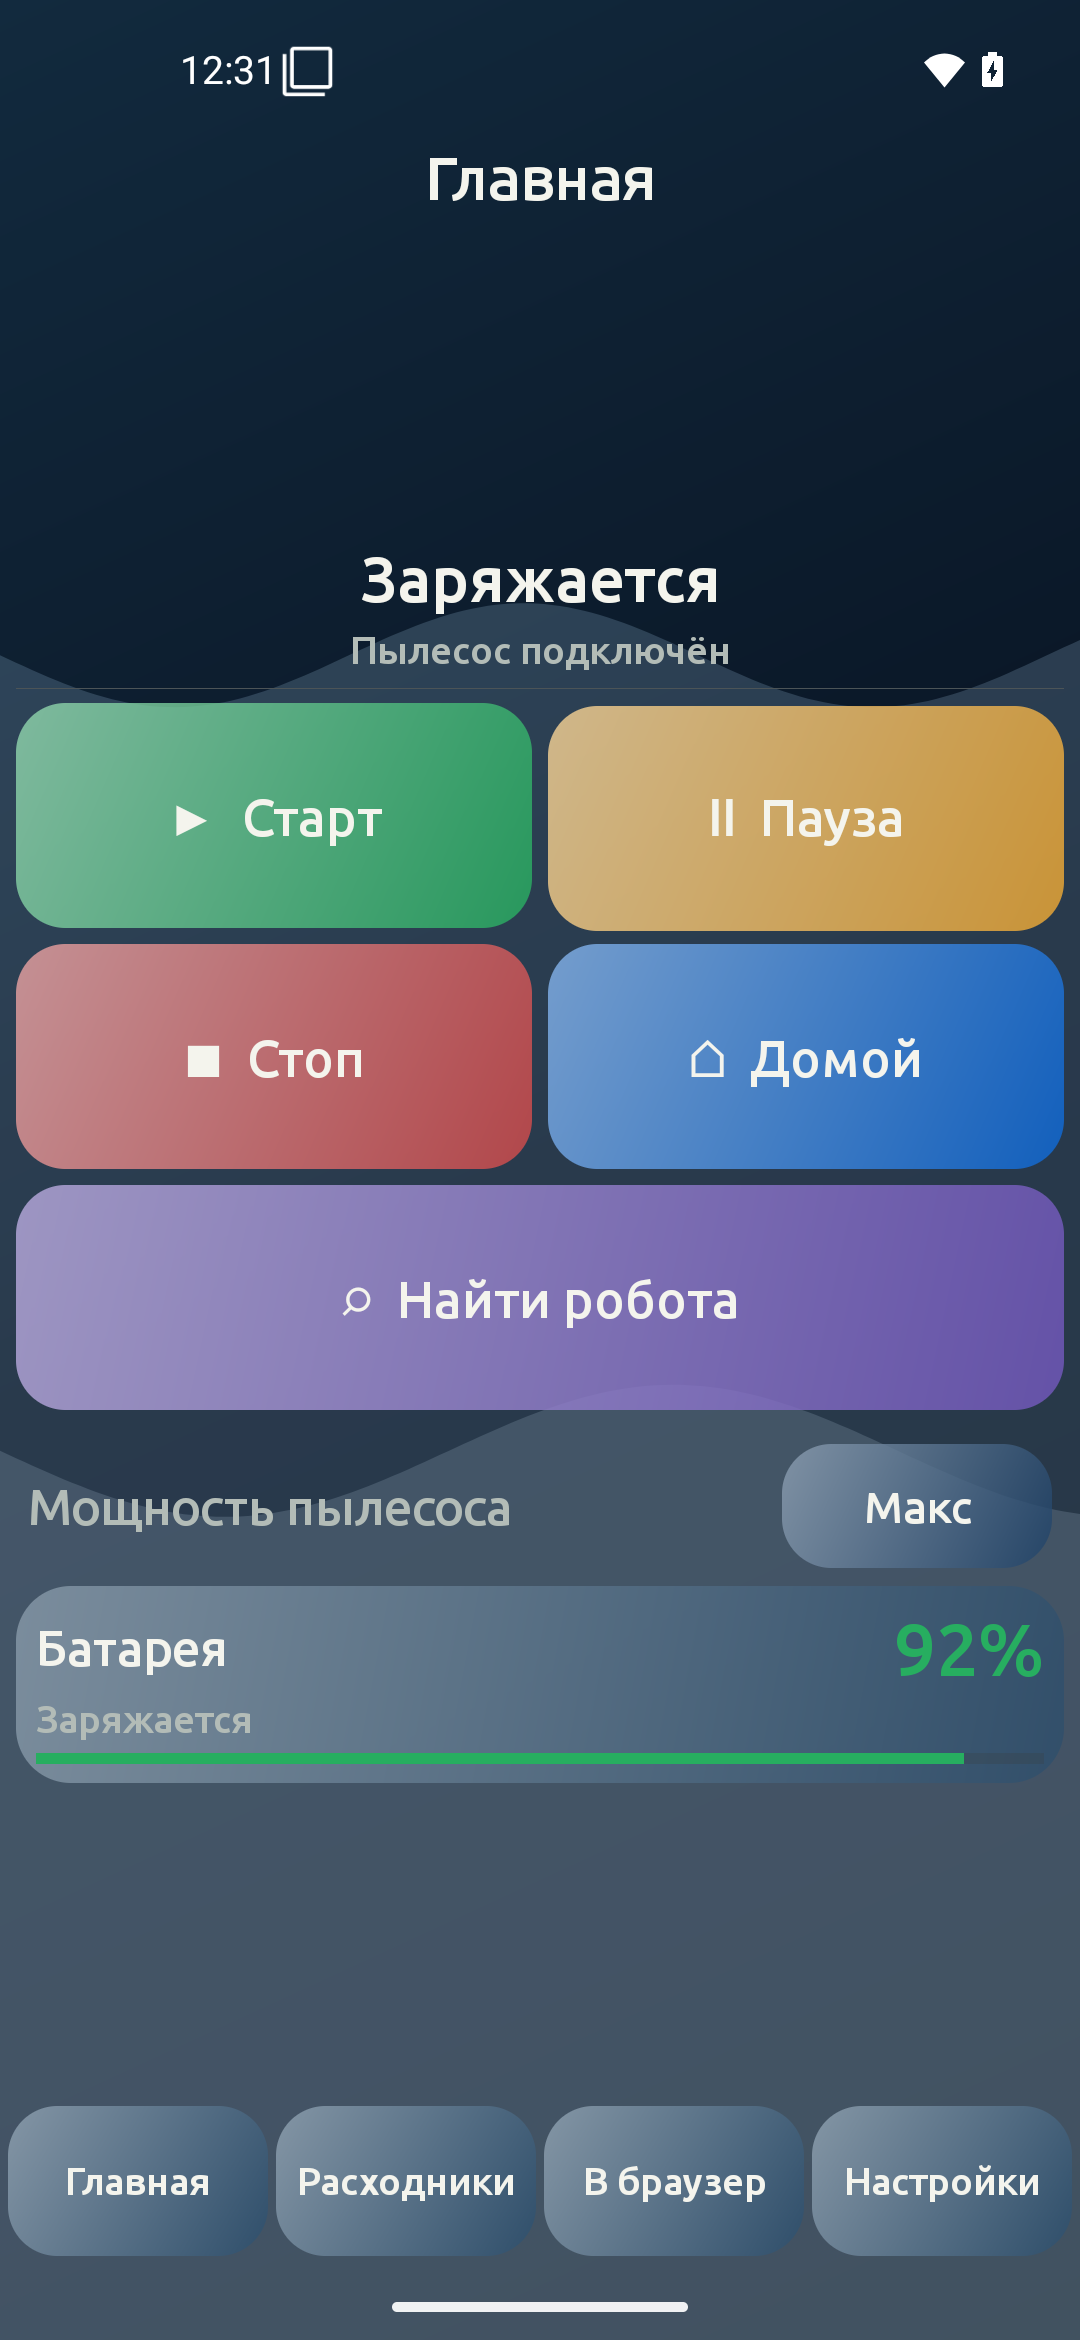 12:31
Главная
Заряжается
Пылесос подключён
Старт
Пауза
Стоп
Домой
Найти робота
Мощность пылесоса
Макс
Батарея
92%
Заряжается
Главная
Расходники
В браузер
Настройки